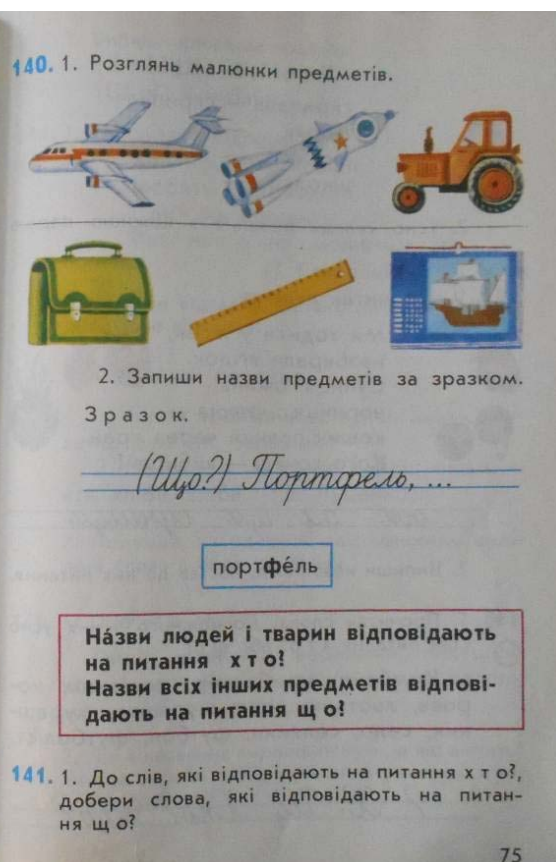 140. 1. Розглянь малюнки предметів.
2. Запиши назви предметів за зразком.
Зразок.
(Що?) Портфель, ...
портфе́ль
На́зви людей і тварин відповідають
на питання хто?
Назви всіх інших предметів відпові-
дають на питання що?
141. 1. До слів, які відповідають на питання хто?,
добери слова, які відповідають на питан-
ня що?
75